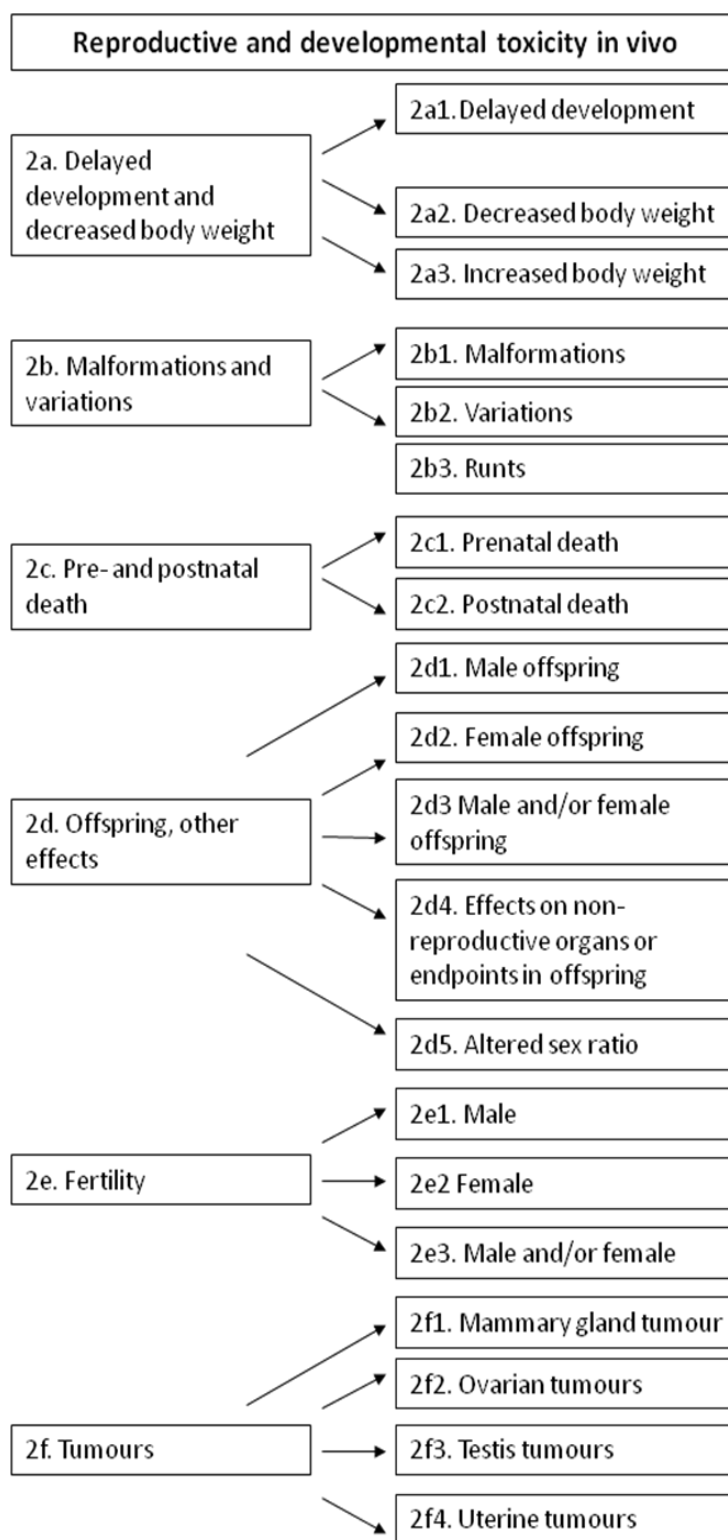 Reproductive and developmental toxicity in vivo
2a. Delayed
development and
decreased body weight
2a1.Delayed development
2a2. Decreased body weight
2a3. Increased body weight
2b. Malformations and
variations
2b1. Malformations
2b2. Variations
2b3. Runts
2c. Pre- and postnatal
death
2c1. Prenatal death
2c2. Postnatal death
2d. Offspring, other
effects
2d1. Male offspring
2d2. Female offspring
2d3 Male and/or female
offspring
2d4. Effects on non-
reproductive organs or
endpoints in offspring
2d5. Altered sex ratio
2e. Fertility
2e1. Male
2e2 Female
2e3. Male and/or female
2f. Tumours
2f1. Mammary gland tumour
2f2. Ovarian tumours
2f3. Testis tumours
2f4. Uterine tumours